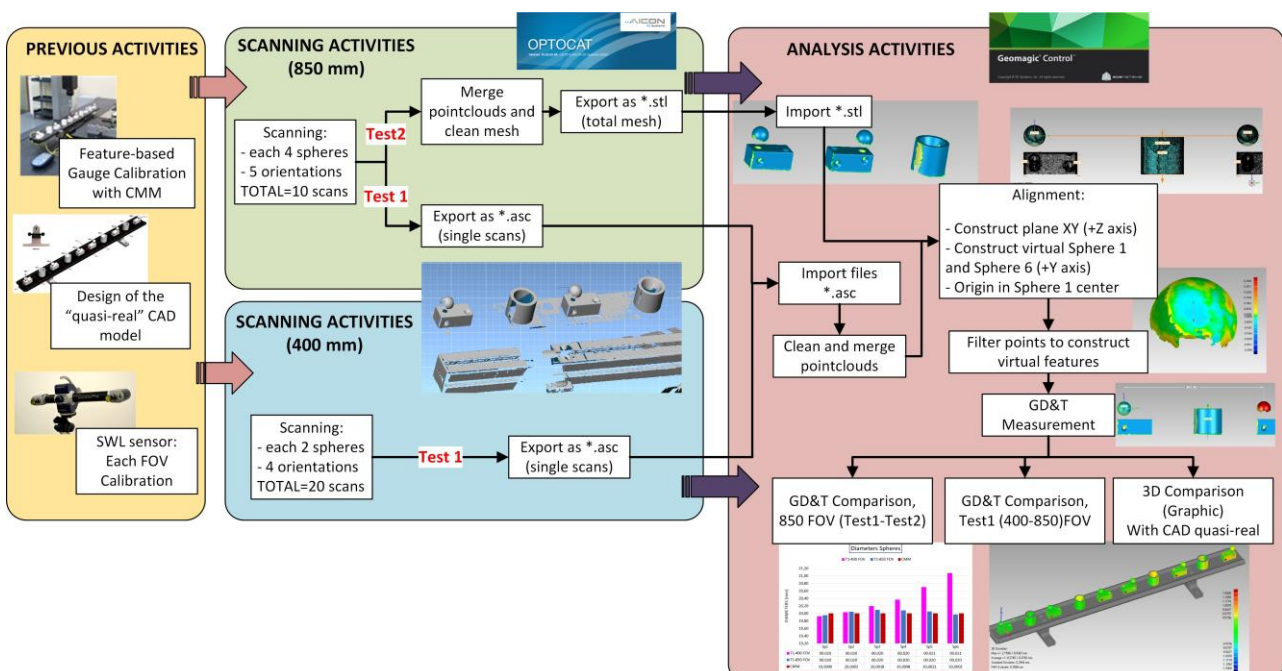 PREVIOUS ACTIVITIES
Feature-based
Gauge Calibration
with CMM
Design of the
“quasi-real” CAD
model
SWL sensor:
Each FOV
Calibration
SCANNING ACTIVITIES
(850 mm)
AICON
OPTOCAT
Scanning:
- each 4 spheres
- 5 orientations
TOTAL=10 scans
Test2
Test 1
Merge
pointclouds and
clean mesh
Export as *.stl
(total mesh)
Export as *.asc
(single scans)
SCANNING ACTIVITIES
(400 mm)
Scanning:
- each 2 spheres
- 4 orientations
TOTAL=20 scans
Test 1
Export as *.asc
(single scans)
ANALYSIS ACTIVITIES
Geomagic Control
Import *.stl
Import files
*.asc
Clean and merge
pointclouds
Alignment:
- Construct plane XY (+Z axis)
- Construct virtual Sphere 1
and Sphere 6 (+Y axis)
- Origin in Sphere 1 center
Filter points to construct
virtual features
GD&T
Measurement
GD&T Comparison,
850 FOV (Test1-Test2)
GD&T Comparison,
Test1 (400-850)FOV
3D Comparison
(Graphic)
With CAD quasi-real
Diameters Spheres